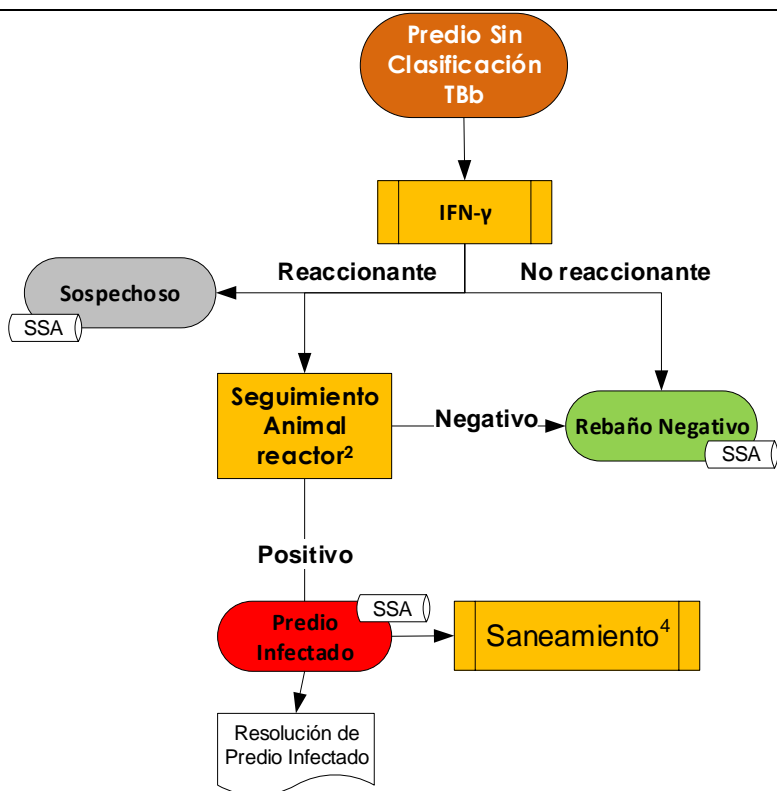 Predio Sin
Clasificación
TBb
IFN-γ
Reaccionante
No reaccionante
Sospechoso
SSA
Seguimiento
Animal
reactor²
Negativo
Rebaño Negativo
SSA
Positivo
SSA
Predio
Infectado
Saneamiento⁴
Resolución de
Predio Infectado